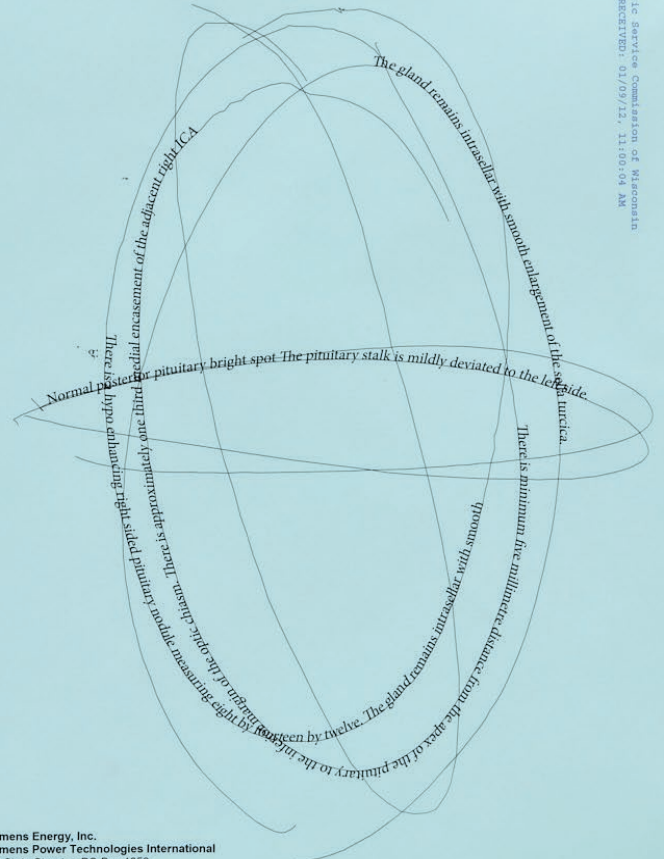 ic Service Commission of Wisconsin
RECEIVED: 01/09/12, 11:00:04 AM
The gland remains intrasellar with smooth enlargement of the sella turcica.
Normal posterior pituitary bright spot The pituitary stalk is mildly deviated to the left side.
There is a hypo enhancing right sided pituitary nodule measuring eight by fourteen by twelve. The gland remains intrasellar with smooth
There is minimum five millimetre distance from the apex of the pituitary to the inferior margin of the optic chiasm. There is approximately one third medial encasement of the adjacent right ICA
mens Energy, Inc.
mens Power Technologies International